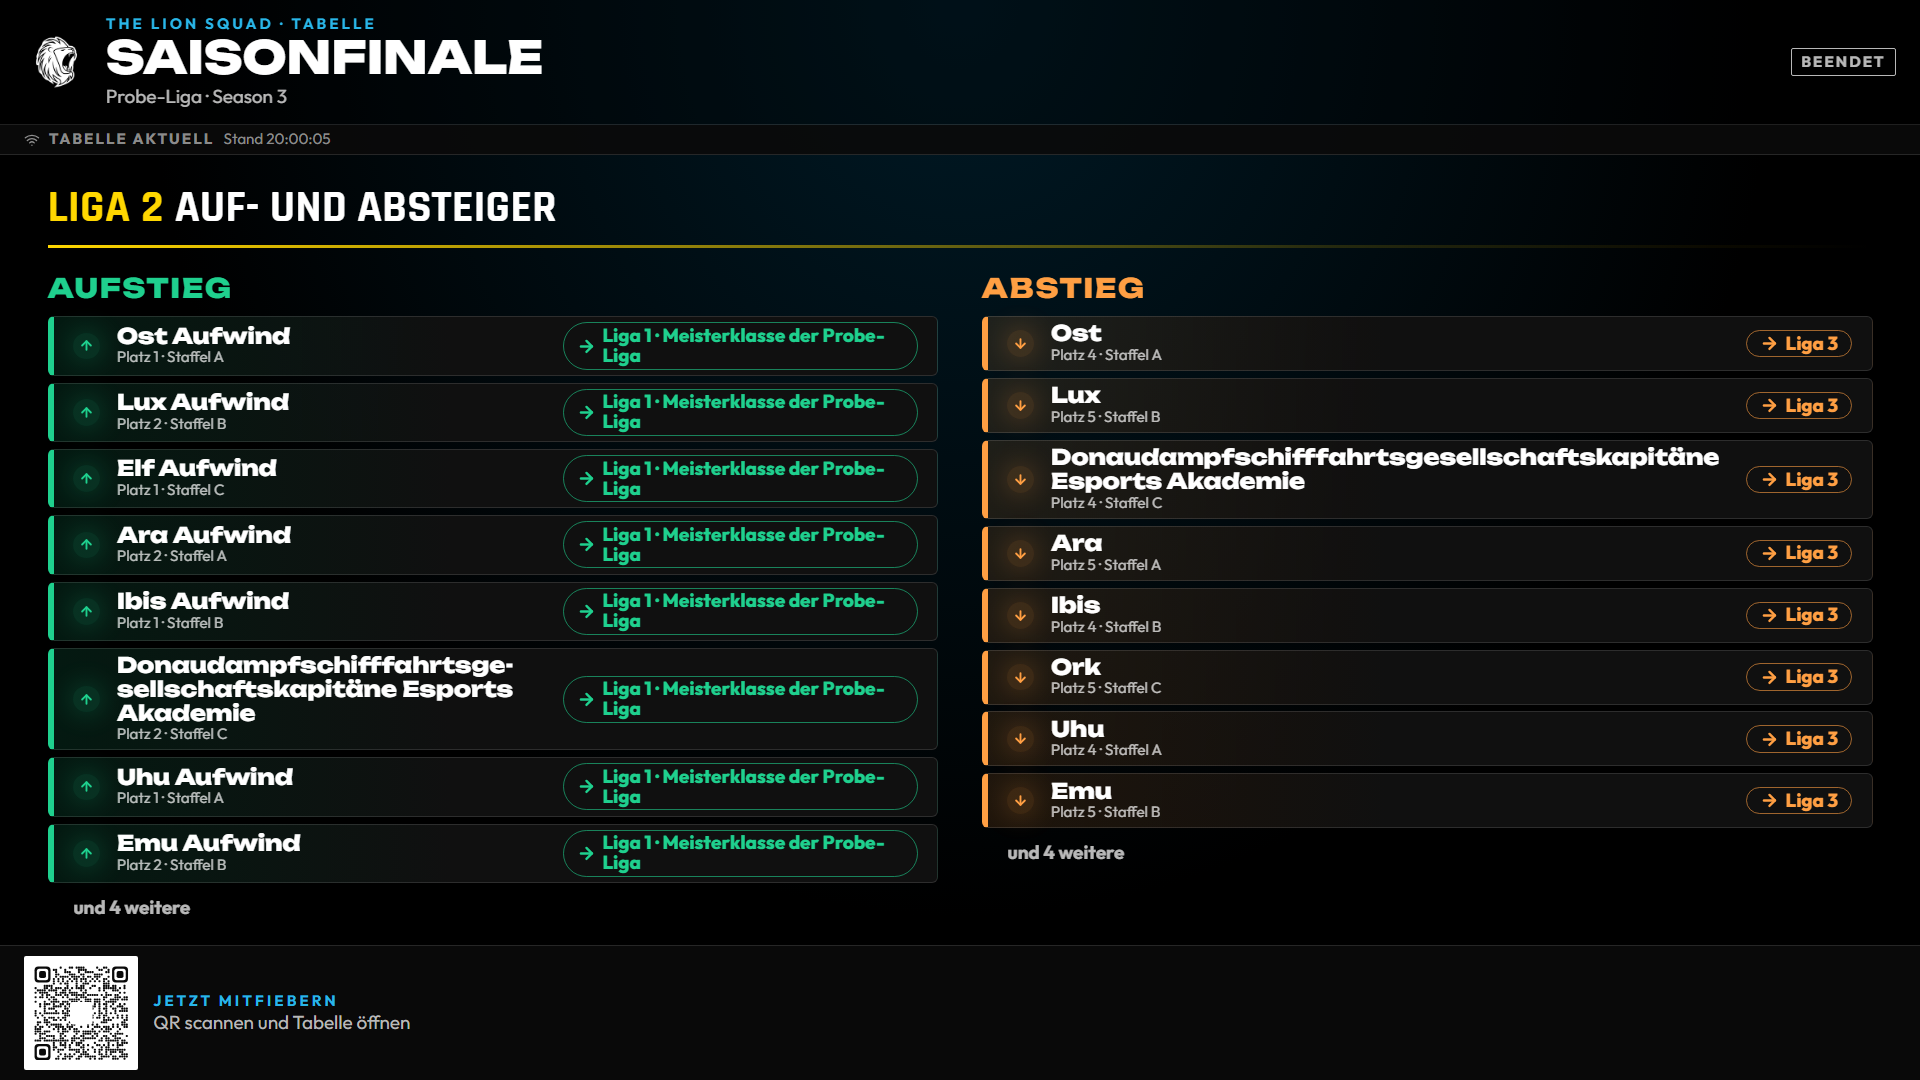 THE LION SQUAD · TABELLE
SAISONFINALE
Probe-Liga · Season 3
BEENDET
TABELLE AKTUELL Stand 20:00:05
LIGA 2 AUF- UND ABSTEIGER
AUFSTIEG
Ost Aufwind
Platz 1 · Staffel A
Liga 1 · Meisterklasse der Probe-
Liga
Lux Aufwind
Platz 2 · Staffel B
Liga 1 · Meisterklasse der Probe-
Liga
Elf Aufwind
Platz 1 · Staffel C
Liga 1 · Meisterklasse der Probe-
Liga
Ara Aufwind
Platz 2 · Staffel A
Liga 1 · Meisterklasse der Probe-
Liga
Ibis Aufwind
Platz 1 · Staffel B
Liga 1 · Meisterklasse der Probe-
Liga
Donaudampfschifffahrtsge-
sellschaftskapitäne Esports
Akademie
Platz 2 · Staffel C
Liga 1 · Meisterklasse der Probe-
Liga
Uhu Aufwind
Platz 1 · Staffel A
Liga 1 · Meisterklasse der Probe-
Liga
Emu Aufwind
Platz 2 · Staffel B
Liga 1 · Meisterklasse der Probe-
Liga
und 4 weitere
ABSTIEG
Ost
Platz 4 · Staffel A
Liga 3
Lux
Platz 5 · Staffel B
Liga 3
Donaudampfschifffahrtsgesellschaftskapitäne
Esports Akademie
Platz 4 · Staffel C
Liga 3
Ara
Platz 5 · Staffel A
Liga 3
Ibis
Platz 4 · Staffel B
Liga 3
Ork
Platz 5 · Staffel C
Liga 3
Uhu
Platz 4 · Staffel A
Liga 3
Emu
Platz 5 · Staffel B
Liga 3
und 4 weitere
JETZT MITFIEBERN
QR scannen und Tabelle öffnen